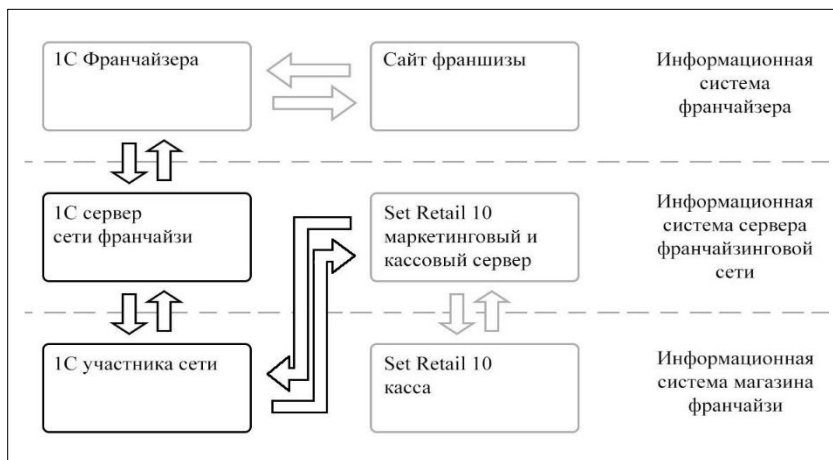 1С Франчайзера
Сайт франшизы
Информационная
система
франчайзера
1С сервер
сети франчайзи
Set Retail 10
маркетинговый и
кассовый сервер
Информационная
система сервера
франчайзинговой
сети
1С участника сети
Set Retail 10
касса
Информационная
система магазина
франчайзи